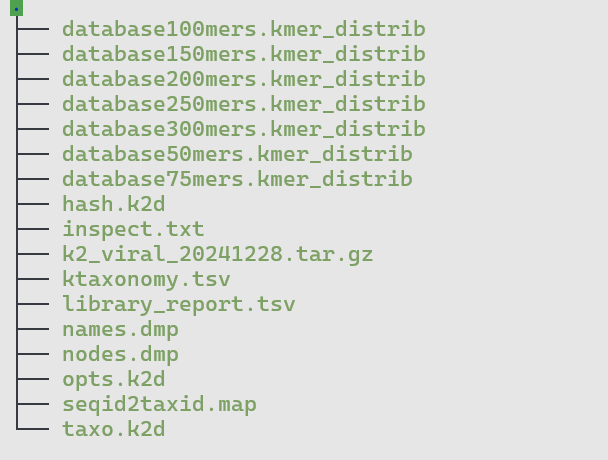 .
├── database100mers.kmer_distrib
├── database150mers.kmer_distrib
├── database200mers.kmer_distrib
├── database250mers.kmer_distrib
├── database300mers.kmer_distrib
├── database50mers.kmer_distrib
├── database75mers.kmer_distrib
├── hash.k2d
├── inspect.txt
├── k2_viral_20241228.tar.gz
├── ktaxonomy.tsv
├── library_report.tsv
├── names.dmp
├── nodes.dmp
├── opts.k2d
├── seqid2taxid.map
└── taxo.k2d